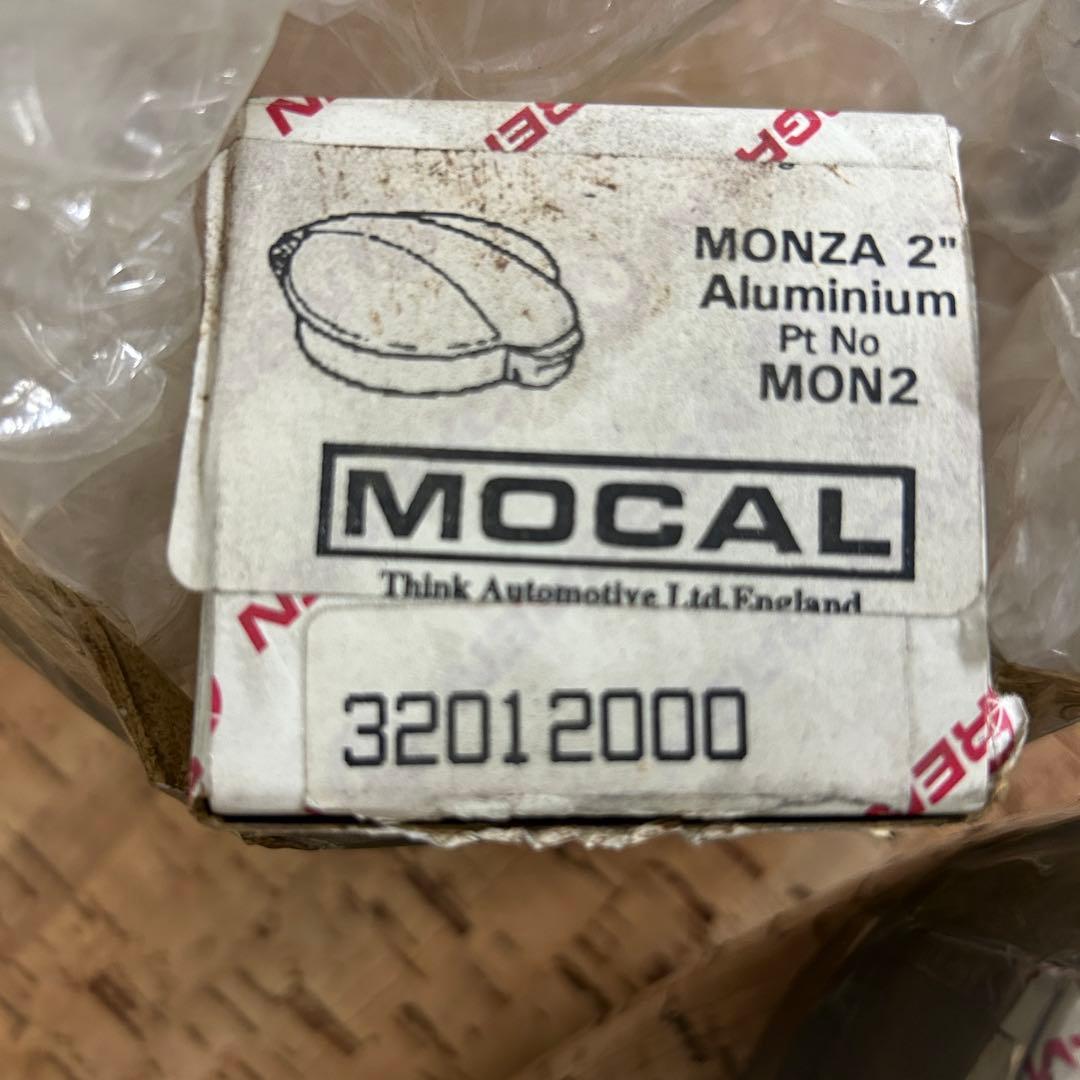 MONZA 2"
Aluminium
Pt No
MON2
MOCAL
Think Automotive Ltd. England
32012000